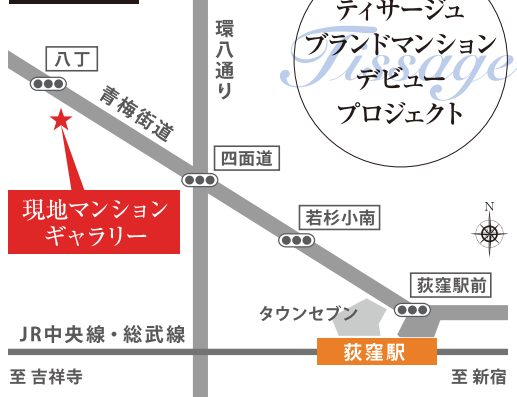 ティサージュ
ブランドマンション
Tissage
デビュー
プロジェクト
環八通り
八丁
青梅街道
四面道
現地マンション
ギャラリー
若杉小南
N
荻窪駅前
タウンセブン
JR中央線・総武線
荻窪駅
至 吉祥寺
至 新宿